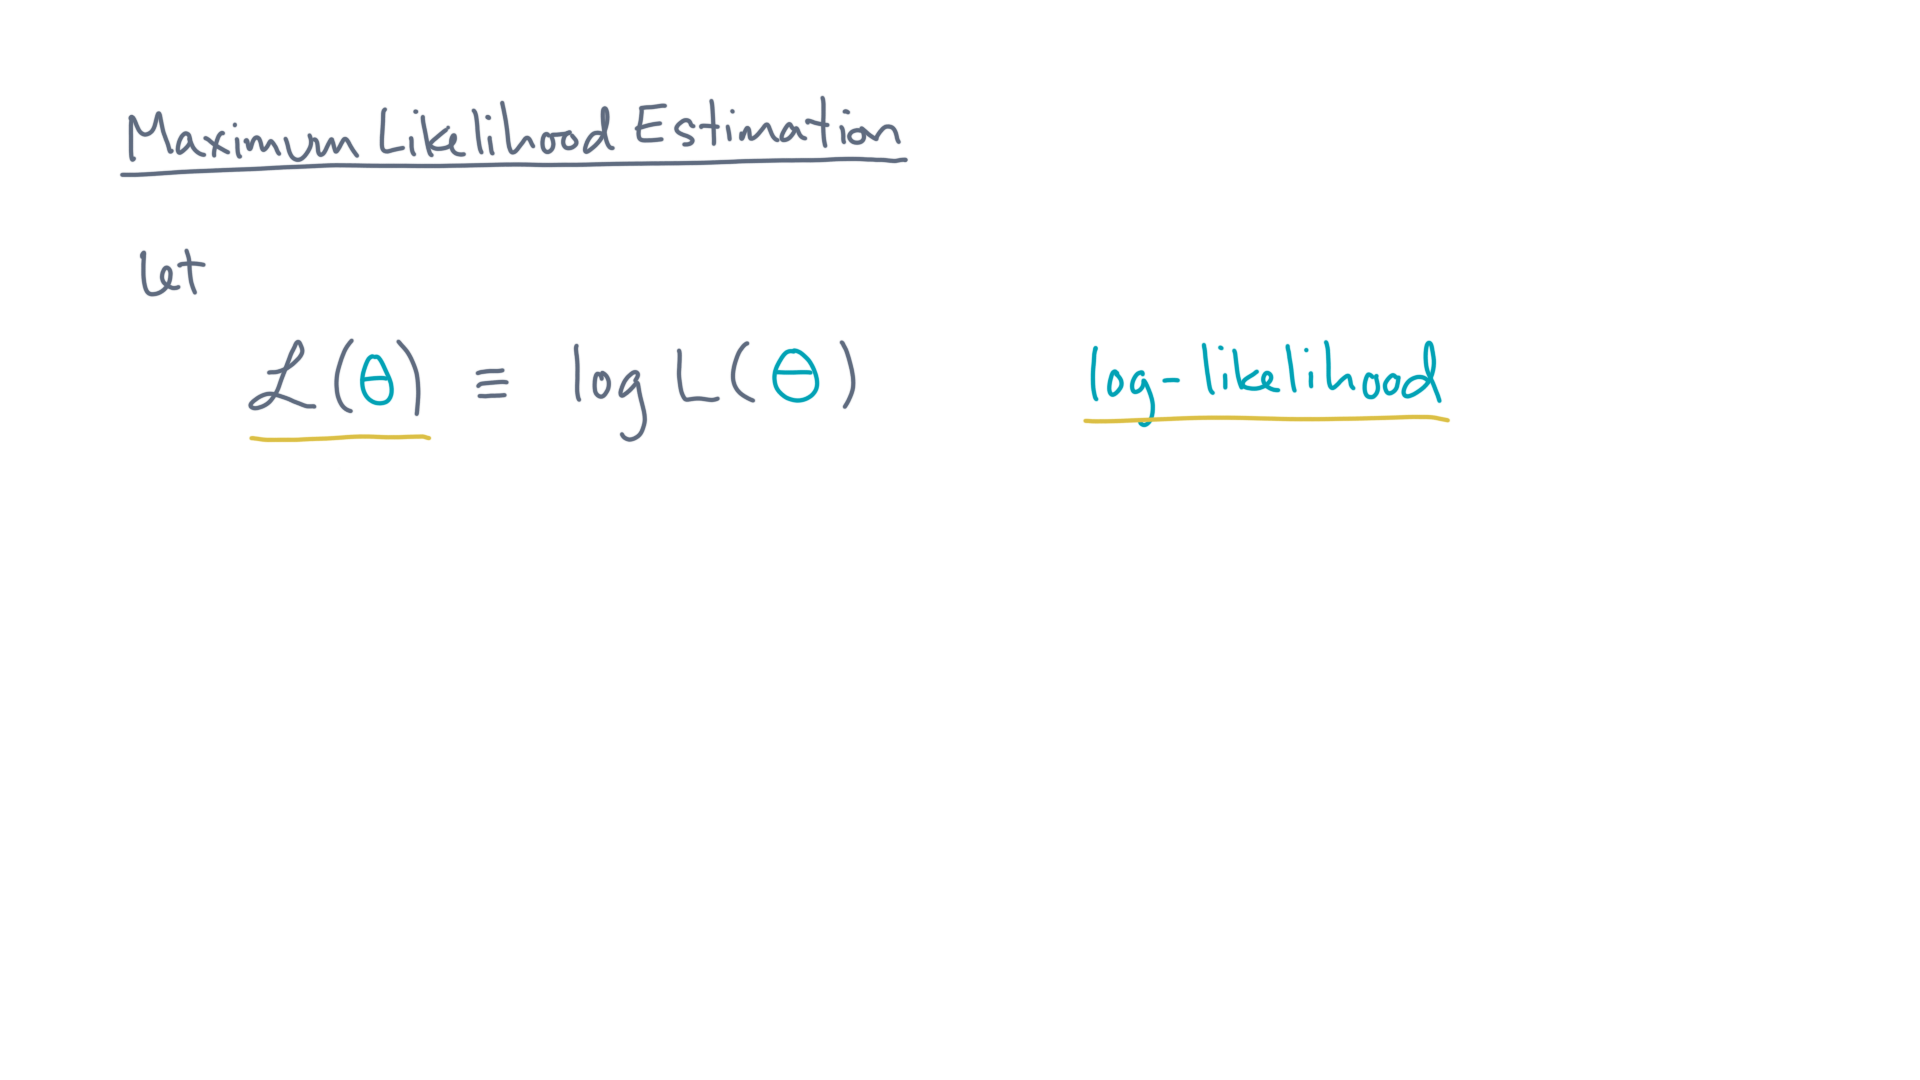 Maximum Likelihood Estimation
Let
ℒ(θ) ≡ log L(θ) log-likelihood